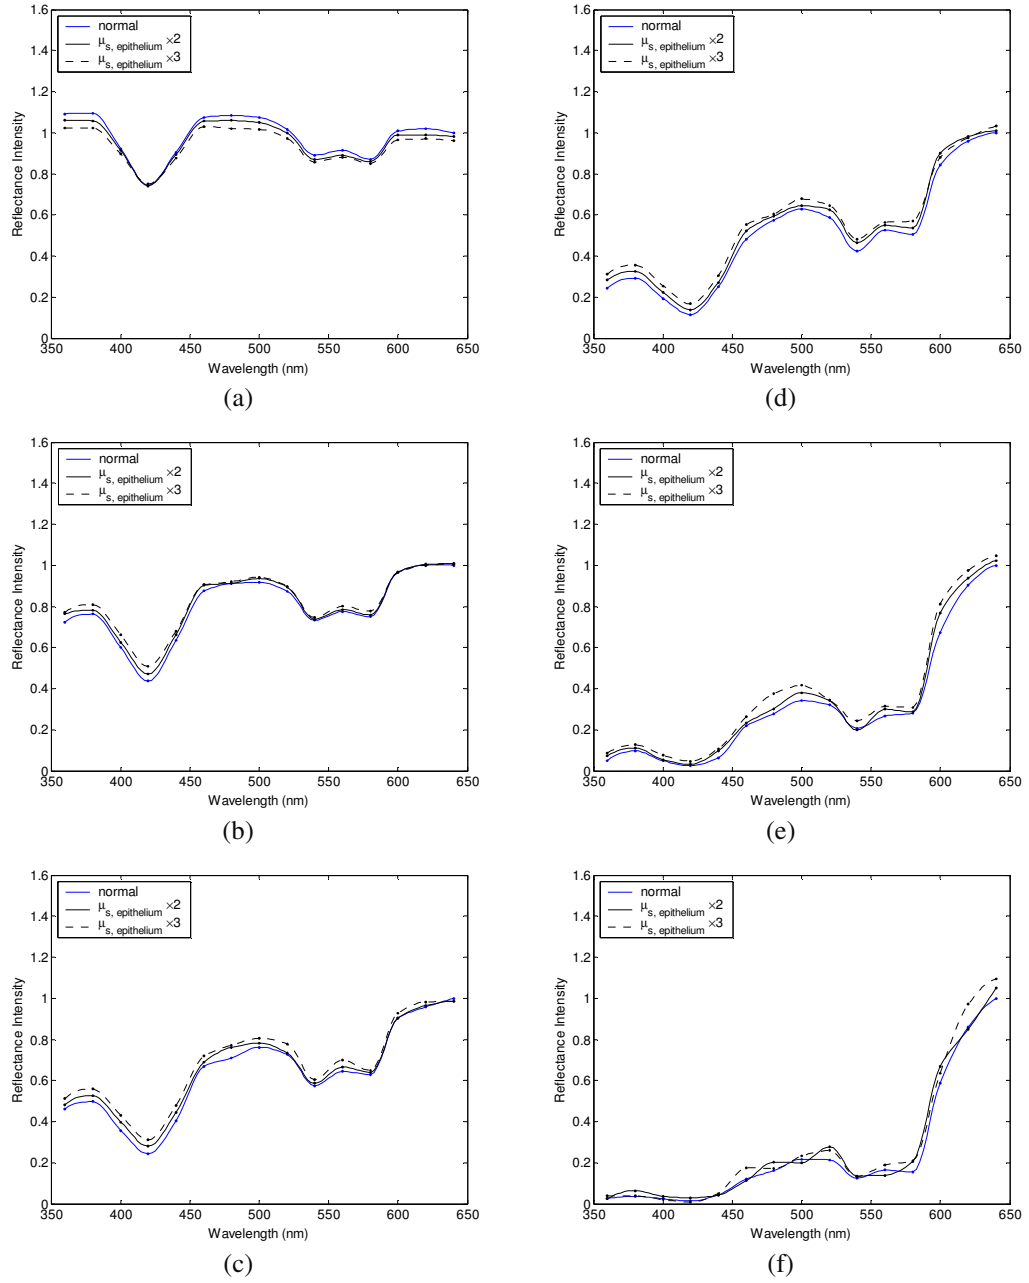 normal
μs, epithelium ×2
μs, epithelium ×3
Reflectance Intensity
1.6
1.4
1.2
1
0.8
0.6
0.4
0.2
0
350 400 450 500 550 600 650
Wavelength (nm)
(a)
normal
μs, epithelium ×2
μs, epithelium ×3
Reflectance Intensity
1.6
1.4
1.2
1
0.8
0.6
0.4
0.2
0
350 400 450 500 550 600 650
Wavelength (nm)
(d)
normal
μs, epithelium ×2
μs, epithelium ×3
Reflectance Intensity
1.6
1.4
1.2
1
0.8
0.6
0.4
0.2
0
350 400 450 500 550 600 650
Wavelength (nm)
(b)
normal
μs, epithelium ×2
μs, epithelium ×3
Reflectance Intensity
1.6
1.4
1.2
1
0.8
0.6
0.4
0.2
0
350 400 450 500 550 600 650
Wavelength (nm)
(e)
normal
μs, epithelium ×2
μs, epithelium ×3
Reflectance Intensity
1.6
1.4
1.2
1
0.8
0.6
0.4
0.2
0
350 400 450 500 550 600 650
Wavelength (nm)
(c)
normal
μs, epithelium ×2
μs, epithelium ×3
Reflectance Intensity
1.6
1.4
1.2
1
0.8
0.6
0.4
0.2
0
350 400 450 500 550 600 650
Wavelength (nm)
(f)